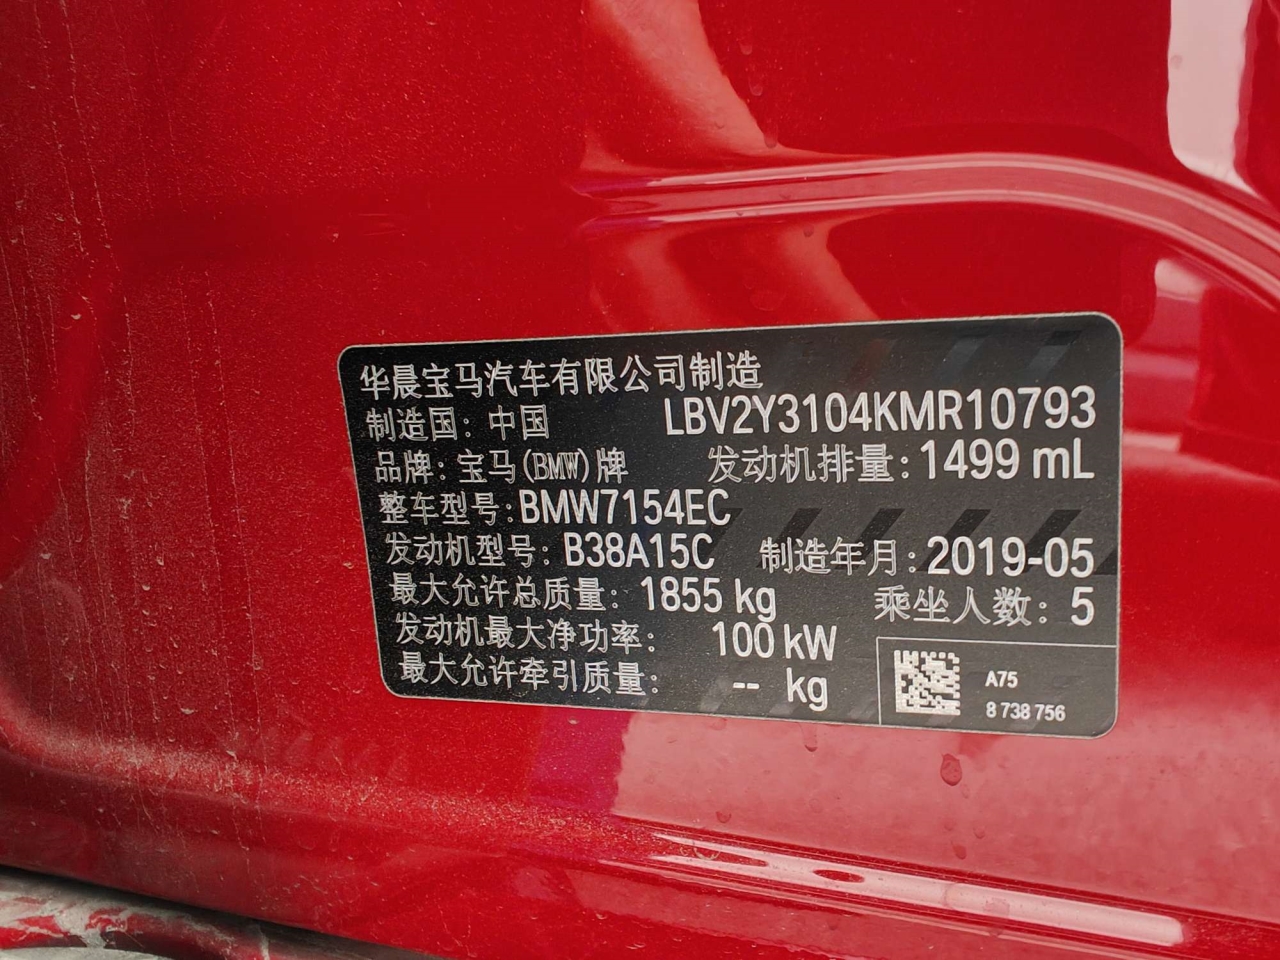 华晨宝马汽车有限公司制造
制造国：中国 LBV2Y3104KMR10793
品牌：宝马(BMW)牌 发动机排量：1499 mL
整车型号：BMW7154EC
发动机型号：B38A15C 制造年月：2019-05
最大允许总质量：1855 kg 乘坐人数：5
发动机最大净功率：100 kW
最大允许牵引质量：-- kg
A75
8 738 756